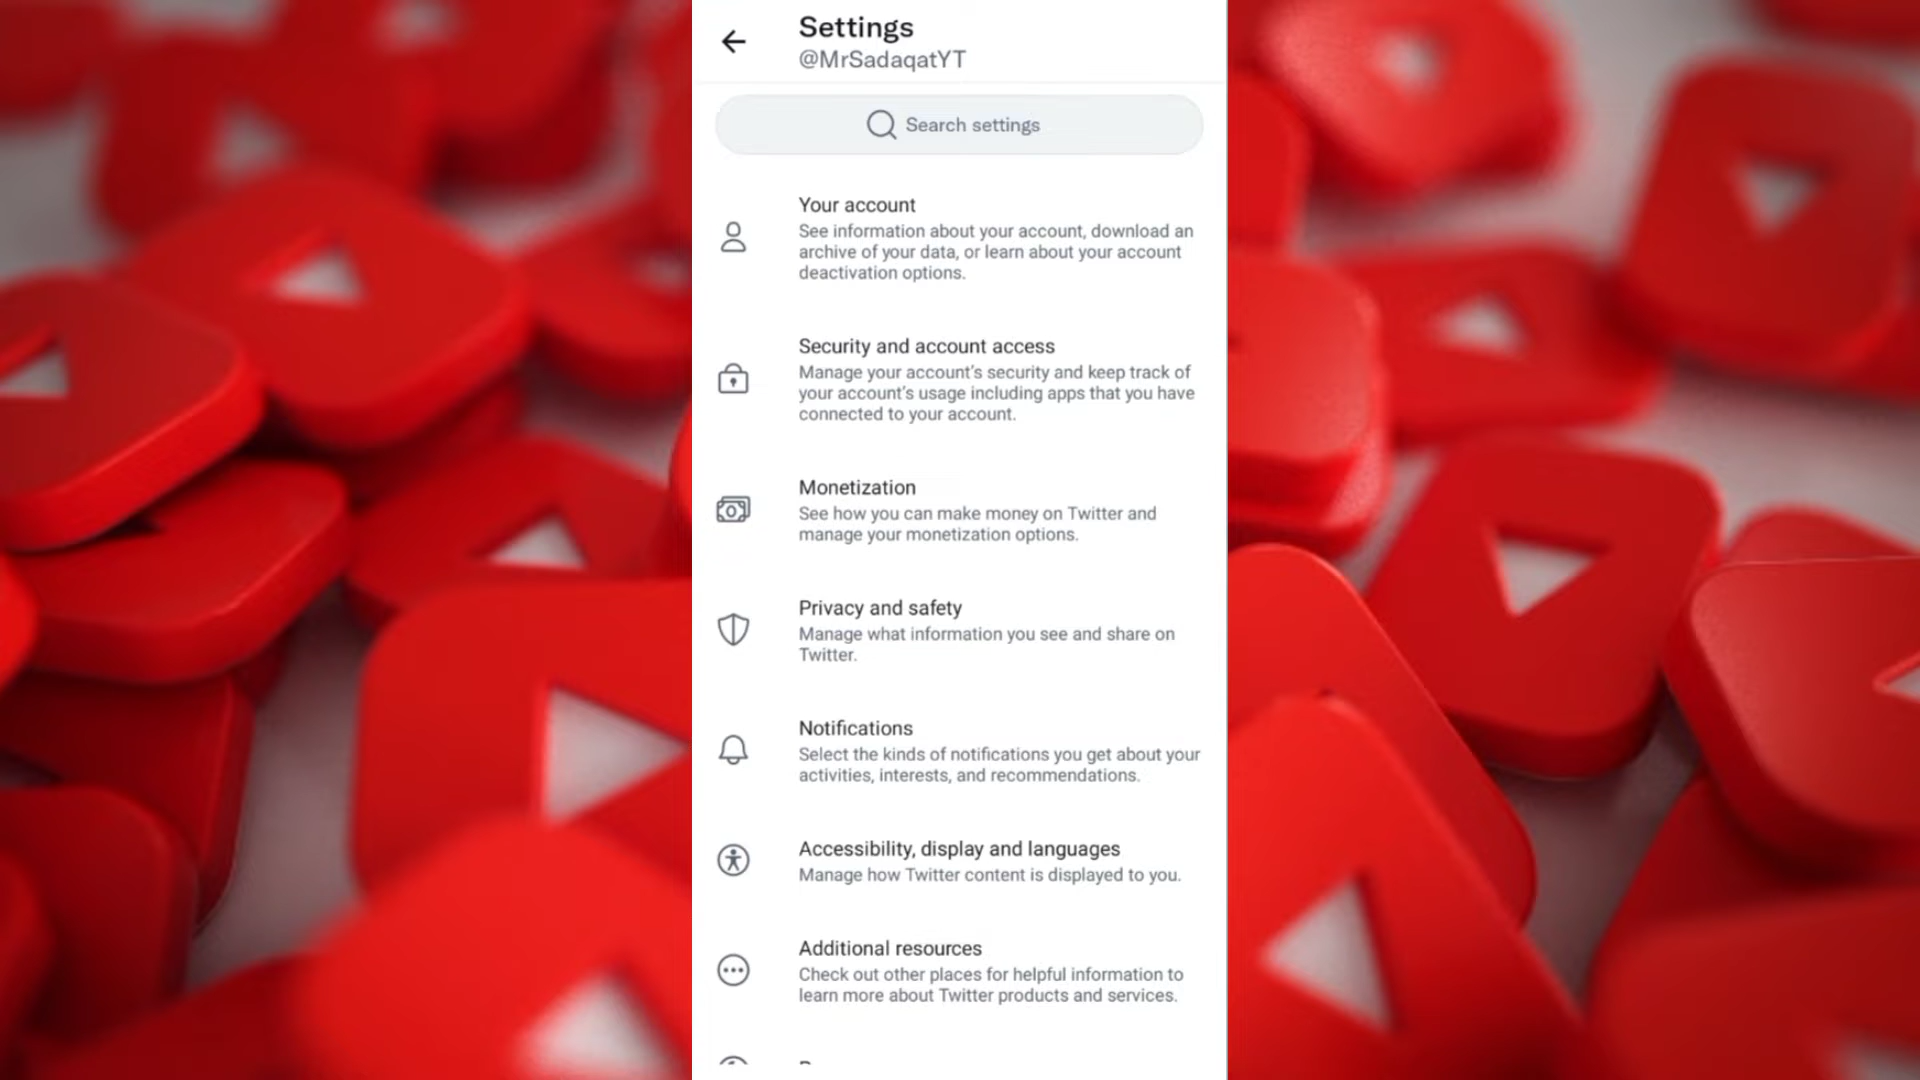 Settings
@MrSadaqatYT
Search settings
Your account
See information about your account, download an
archive of your data, or learn about your account
deactivation options.
Security and account access
Manage your account's security and keep track of
your account's usage including apps that you have
connected to your account.
Monetization
See how you can make money on Twitter and
manage your monetization options.
Privacy and safety
Manage what information you see and share on
Twitter.
Notifications
Select the kinds of notifications you get about your
activities, interests, and recommendations.
Accessibility, display and languages
Manage how Twitter content is displayed to you.
Additional resources
Check out other places for helpful information to
learn more about Twitter products and services.